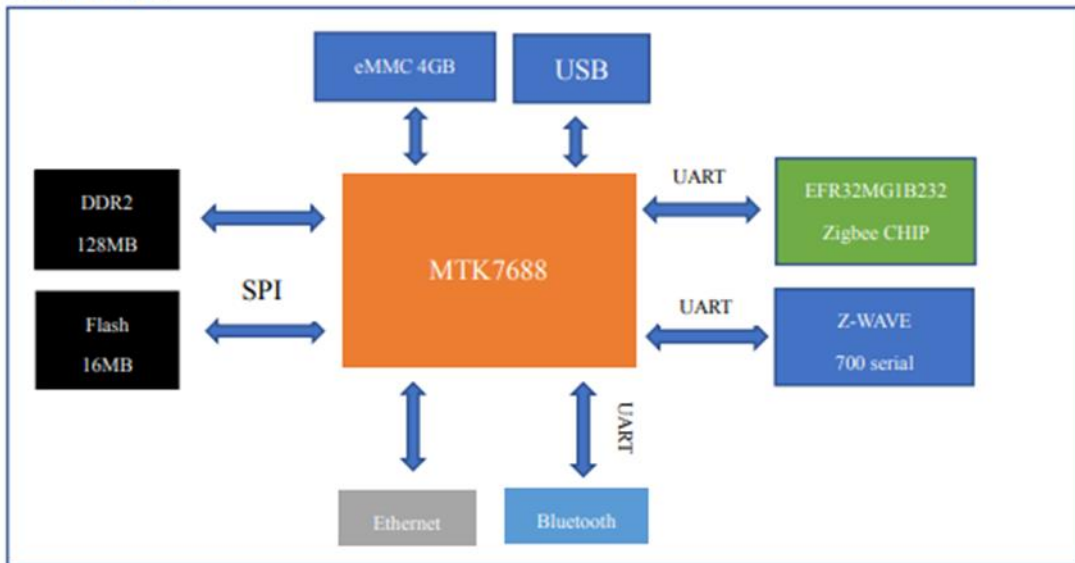 eMMC 4GB
USB
DDR2
128MB
UART
EFR32MG1B232
Zigbee CHIP
MTK7688
SPI
Flash
16MB
UART
Z-WAVE
700 serial
UART
Ethernet
Bluetooth